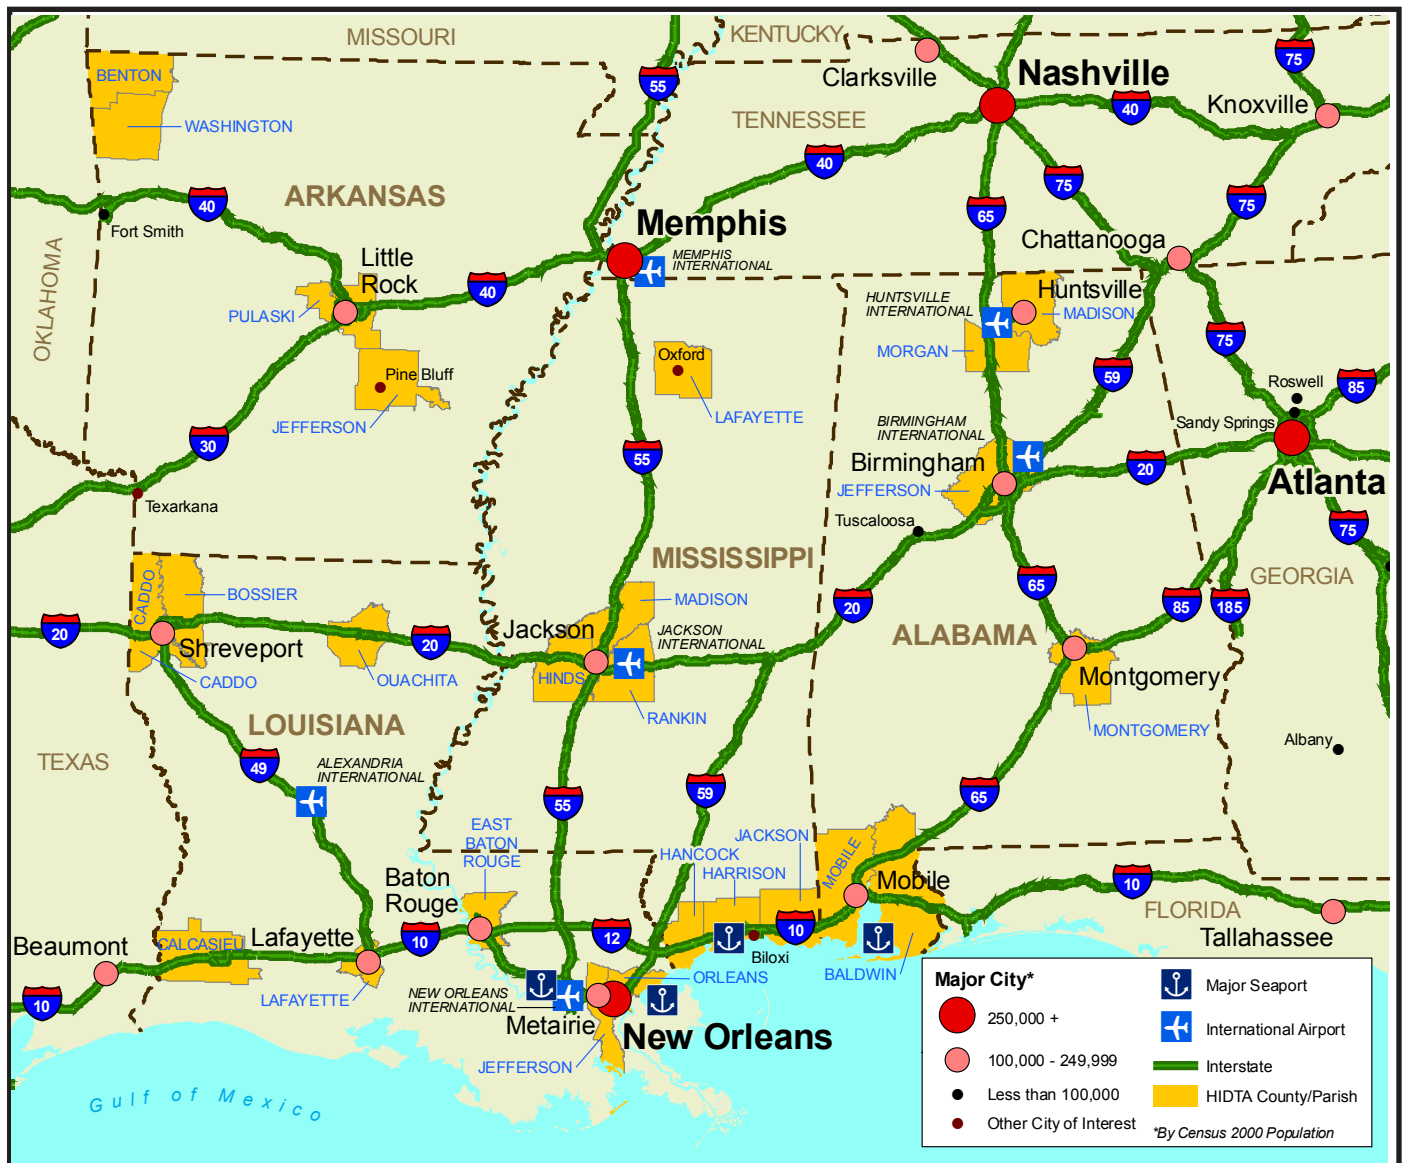 MISSOURI
KENTUCKY
BENTON
WASHINGTON
55
Clarksville
Nashville
75
40
Knoxville
TENNESSEE
40
75
75
ARKANSAS
40
Fort Smith
65
Memphis
MEMPHIS
INTERNATIONAL
Chattanooga
OKLAHOMA
Little
Rock
PULASKI
40
HUNTSVILLE
INTERNATIONAL
Huntsville
MADISON
MORGAN
75
Oxford
LAFAYETTE
Pine Bluff
JEFFERSON
59
Roswell
85
Sandy Springs
Atlanta
30
55
BIRMINGHAM
INTERNATIONAL
Birmingham
JEFFERSON
20
Texarkana
Tuscaloosa
75
MISSISSIPPI
GEORGIA
CADDO
BOSSIER
20
Shreveport
CADDO
20
OUACHITA
MADISON
Jackson
JACKSON
INTERNATIONAL
HINDS
RANKIN
20
65
85
185
ALABAMA
Montgomery
MONTGOMERY
LOUISIANA
TEXAS
49
ALEXANDRIA
INTERNATIONAL
55
59
65
Albany
EAST
BATON
ROUGE
Baton
Rouge
JACKSON
HANCOCK
HARRISON
MOBILE
Mobile
10
FLORIDA
Tallahassee
Beaumont
CALCASIEU
Lafayette
10
12
10
Biloxi
BALDWIN
LAFAYETTE
10
NEW ORLEANS
INTERNATIONAL
ORLEANS
Metairie
New Orleans
JEFFERSON
Gulf of Mexico
Major City*
250,000 +
100,000 - 249,999
Less than 100,000
Other City of Interest
Major Seaport
International Airport
Interstate
HIDTA County/Parish
*By Census 2000 Population